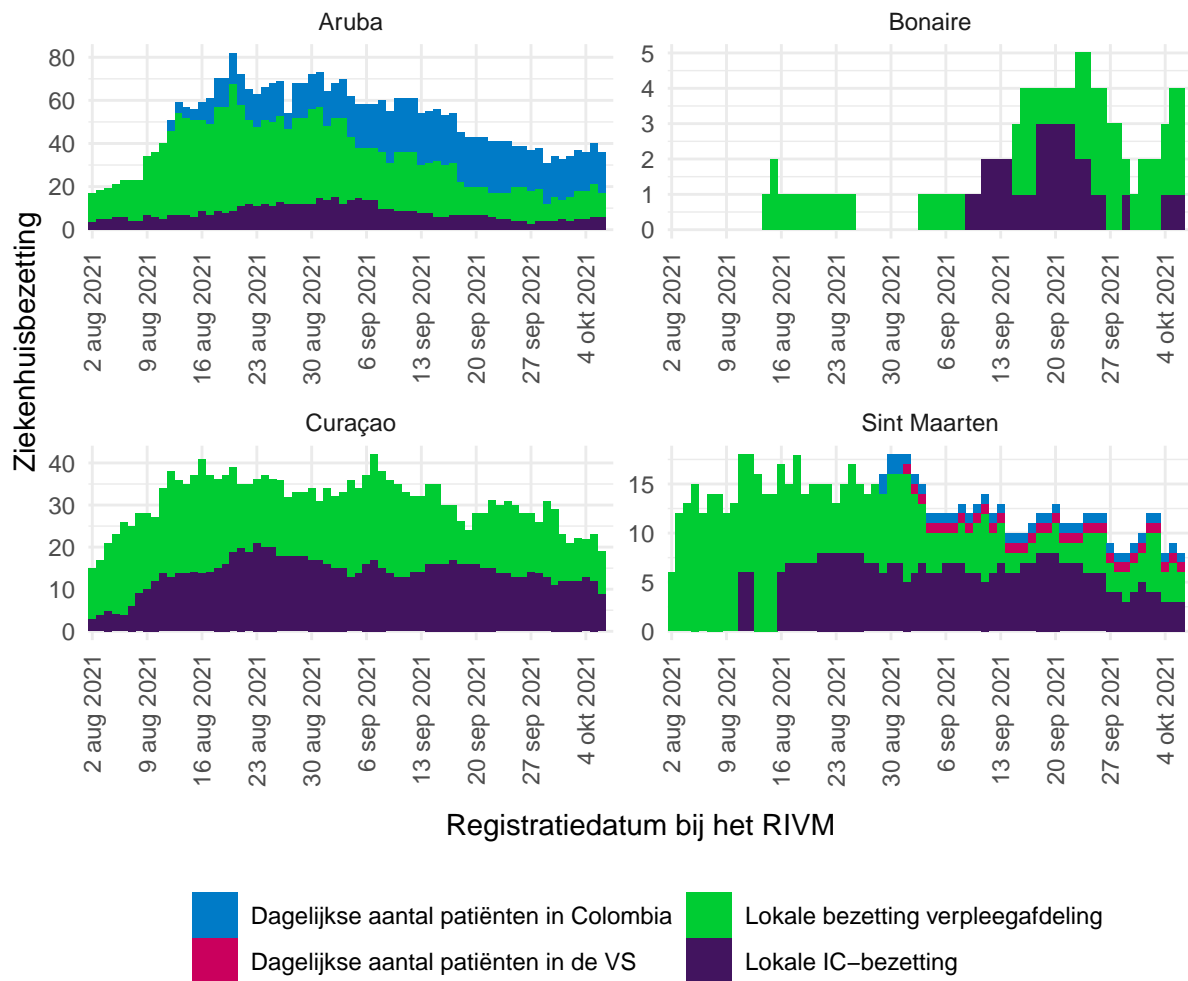 Aruba
Bonaire
80
60
40
20
0
5
4
3
2
1
0
2 aug 2021
9 aug 2021
16 aug 2021
23 aug 2021
30 aug 2021
6 sep 2021
13 sep 2021
20 sep 2021
27 sep 2021
4 okt 2021
2 aug 2021
9 aug 2021
16 aug 2021
23 aug 2021
30 aug 2021
6 sep 2021
13 sep 2021
20 sep 2021
27 sep 2021
4 okt 2021
Ziekenhuisbezetting
Curaçao
Sint Maarten
40
30
20
10
0
15
10
5
0
2 aug 2021
9 aug 2021
16 aug 2021
23 aug 2021
30 aug 2021
6 sep 2021
13 sep 2021
20 sep 2021
27 sep 2021
4 okt 2021
2 aug 2021
9 aug 2021
16 aug 2021
23 aug 2021
30 aug 2021
6 sep 2021
13 sep 2021
20 sep 2021
27 sep 2021
4 okt 2021
Registratiedatum bij het RIVM
Dagelijkse aantal patiënten in Colombia
Dagelijkse aantal patiënten in de VS
Lokale bezetting verpleegafdeling
Lokale IC−bezetting